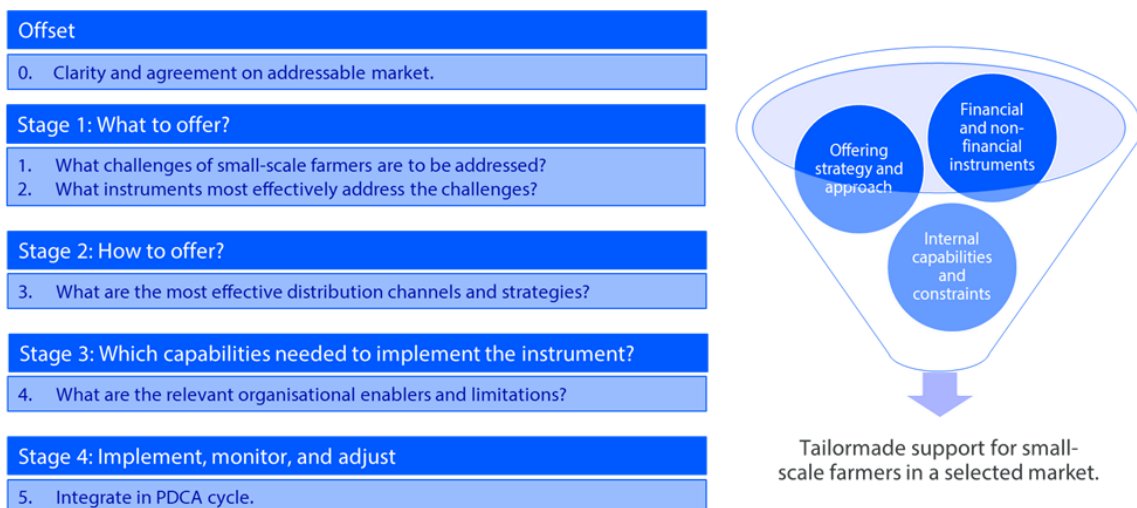 Offset
0. Clarity and agreement on addressable market.
Stage 1: What to offer?
1. What challenges of small-scale farmers are to be addressed?
2. What instruments most effectively address the challenges?
Stage 2: How to offer?
3. What are the most effective distribution channels and strategies?
Stage 3: Which capabilities needed to implement the instrument?
4. What are the relevant organisational enablers and limitations?
Stage 4: Implement, monitor, and adjust
5. Integrate in PDCA cycle.
Offering
strategy and
approach
Financial
and non-
financial
instruments
Internal
capabilities
and
constraints
Tailormade support for small-
scale farmers in a selected market.